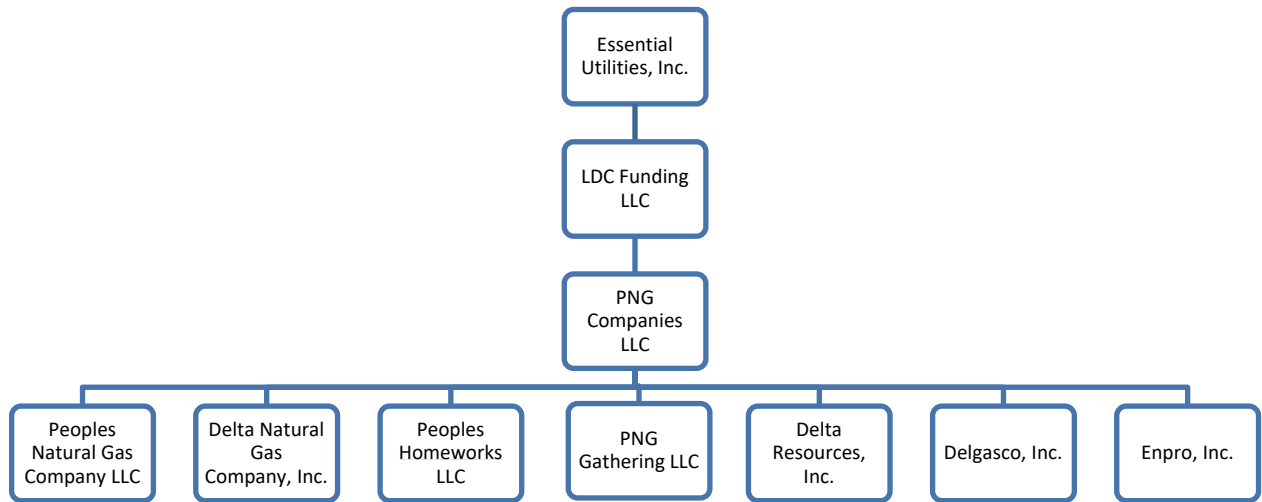 Essential
Utilities, Inc.
LDC Funding
LLC
PNG
Companies
LLC
Peoples
Natural Gas
Company LLC
Delta Natural
Gas
Company, Inc.
Peoples
Homeworks
LLC
PNG
Gathering LLC
Delta
Resources,
Inc.
Delgasco, Inc.
Enpro, Inc.